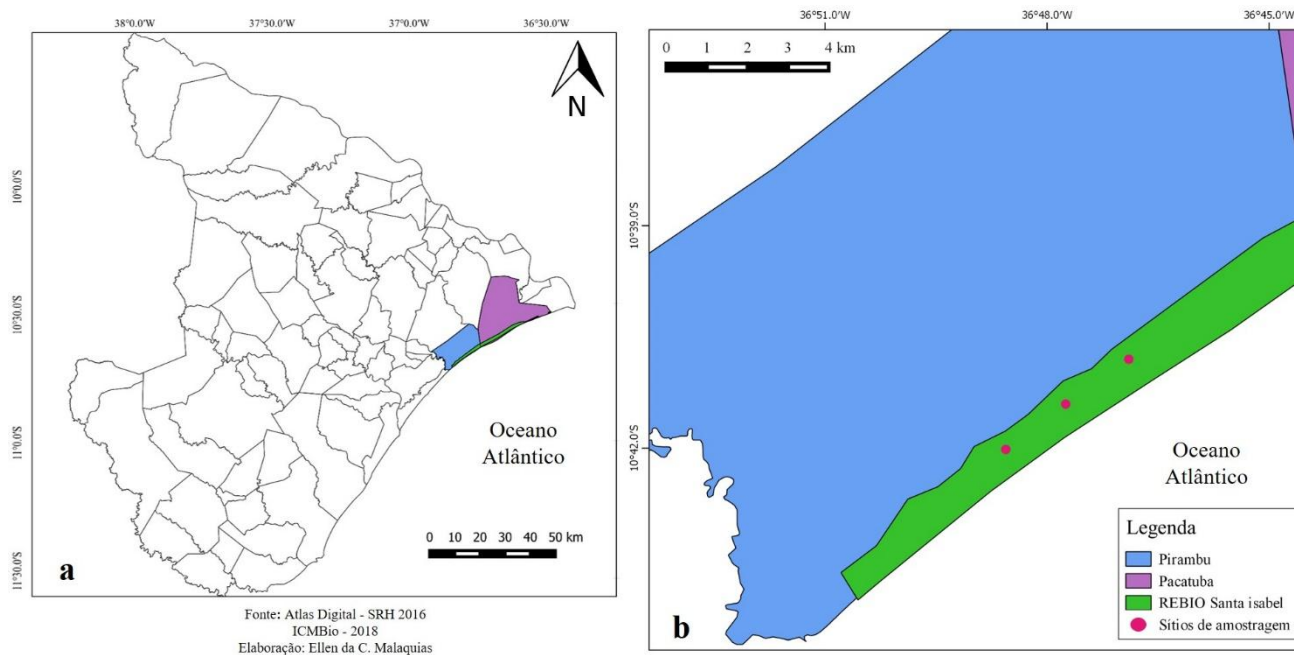 38°0.0'W
37°30.0'W
37°0.0'W
36°30.0'W
N
10°0.0'S
10°30.0'S
11°0.0'S
11°30.0'S
Oceano
Atlântico
0 10 20 30 40 50 km
a
Fonte: Atlas Digital - SRH 2016
ICMBio - 2018
Elaboração: Ellen da C. Malaquias
36°51.0'W
36°48.0'W
36°45.0'W
0 1 2 3 4 km
10°39.0'S
10°42.0'S
Oceano
Atlântico
Legenda
Pirambu
Pacatuba
REBIO Santa isabel
Sítios de amostragem
b